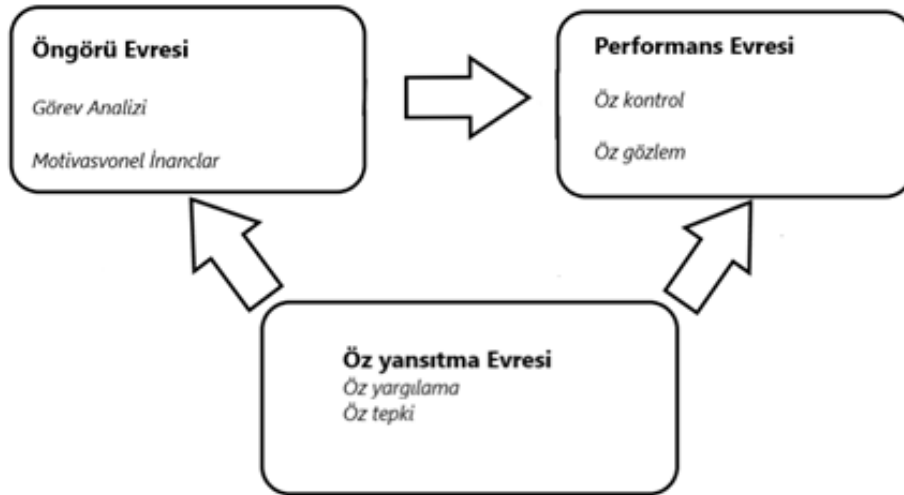 Öngörü Evresi
Görev Analizi
Motivasvonel İnanclar
Performans Evresi
Öz kontrol
Öz gözlem
Öz yansıtma Evresi
Öz yargılama
Öz tepki